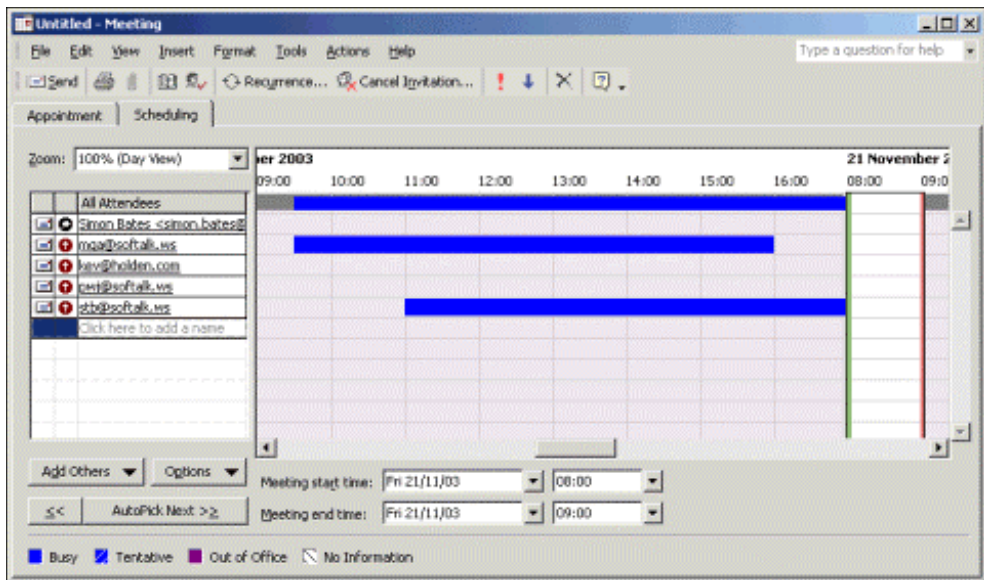 Untitled - Meeting
File Edit View Insert Format Tools Actions Help Type a question for help
Send Recurrence... Cancel Invitation...
Appointment Scheduling
Zoom: 100% (Day View)
er 2003 21 November 2
09:00 10:00 11:00 12:00 13:00 14:00 15:00 16:00 08:00 09:0
All Attendees
Simon Bates <simon.bates@
mqa@softalk.ws
kev@holden.com
pwj@softalk.ws
stb@softalk.ws
Click here to add a name
Add Others Options
Meeting start time: Fri 21/11/03 08:00
<< AutoPick Next >>
Meeting end time: Fri 21/11/03 09:00
Busy Tentative Out of Office No Information